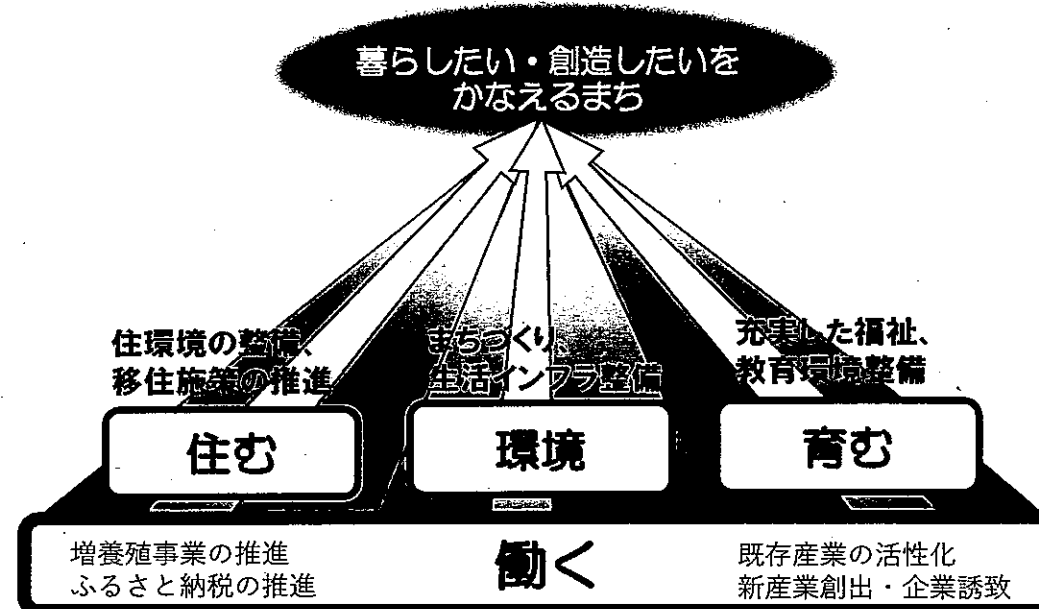 暮らしたい・創造したいを
かなえるまち
住環境の整備、
移住施策の推進
まちづくり、
生活インフラ整備
充実した福祉、
教育環境整備
住む
環境
育む
増養殖事業の推進
ふるさと納税の推進
働く
既存産業の活性化
新産業創出・企業誘致